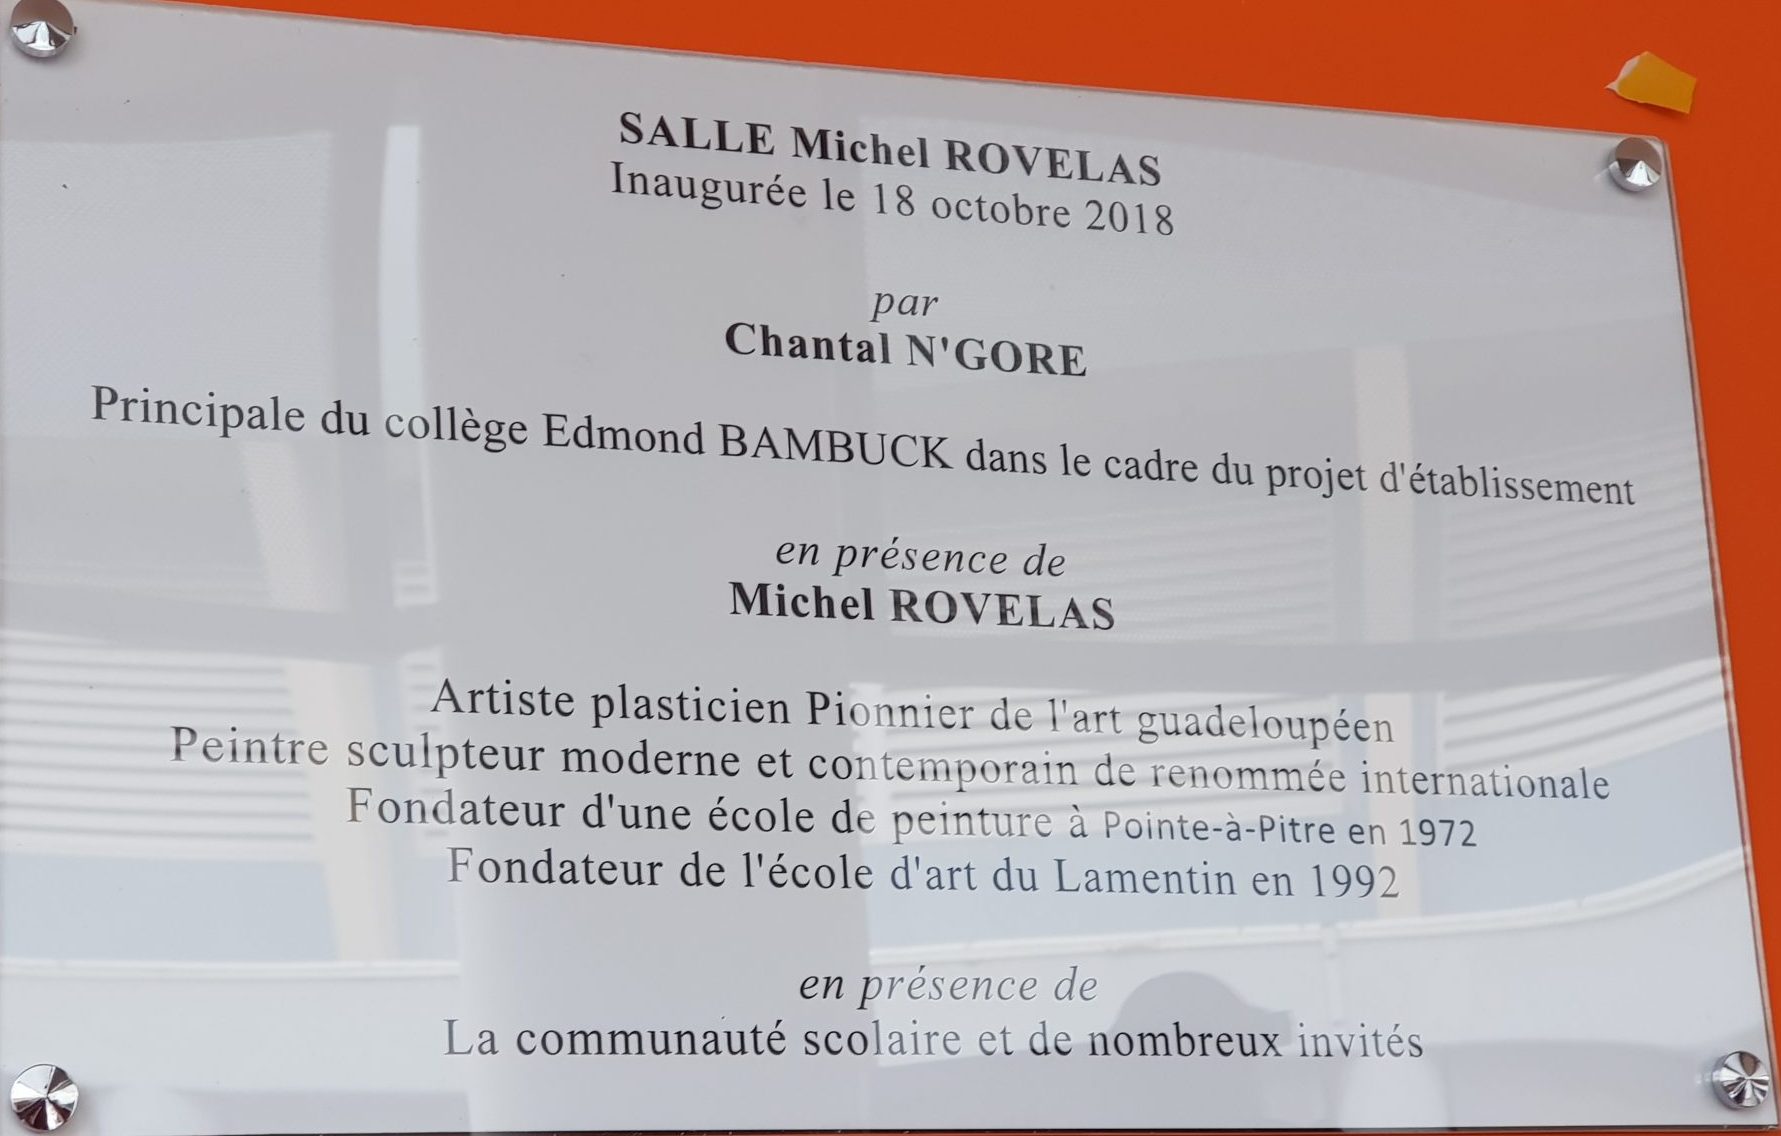 SALLE Michel ROVELAS
Inaugurée le 18 octobre 2018
par
Chantal N'GORE
Principale du collège Edmond BAMBUCK dans le cadre du projet d'établissement
en présence de
Michel ROVELAS
Artiste plasticien Pionnier de l'art guadeloupéen
Peintre sculpteur moderne et contemporain de renommée internationale
Fondateur d'une école de peinture à Pointe-à-Pitre en 1972
Fondateur de l'école d'art du Lamentin en 1992
en présence de
La communauté scolaire et de nombreux invités